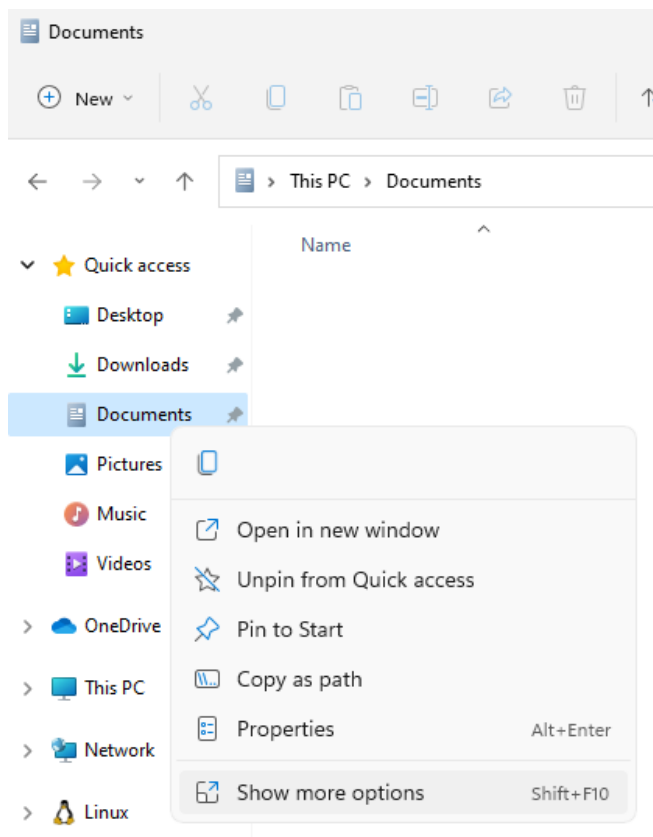 Documents
New
This PC > Documents
Name
Quick access
Desktop
Downloads
Documents
Pictures
Music
Videos
OneDrive
This PC
Network
Linux
Open in new window
Unpin from Quick access
Pin to Start
Copy as path
Properties Alt+Enter
Show more options Shift+F10